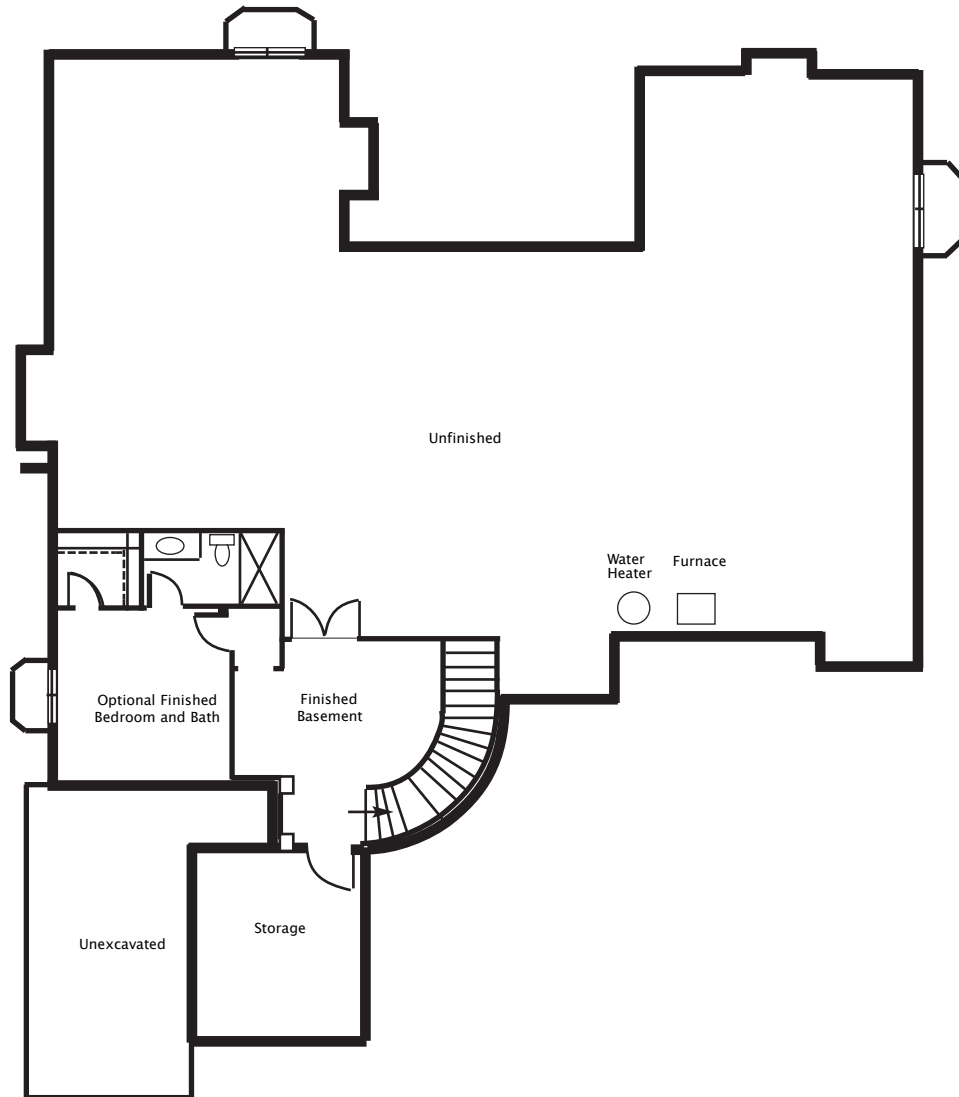 Unfinished
Water
Heater
Furnace
Optional Finished
Bedroom and Bath
Finished
Basement
Storage
Unexcavated